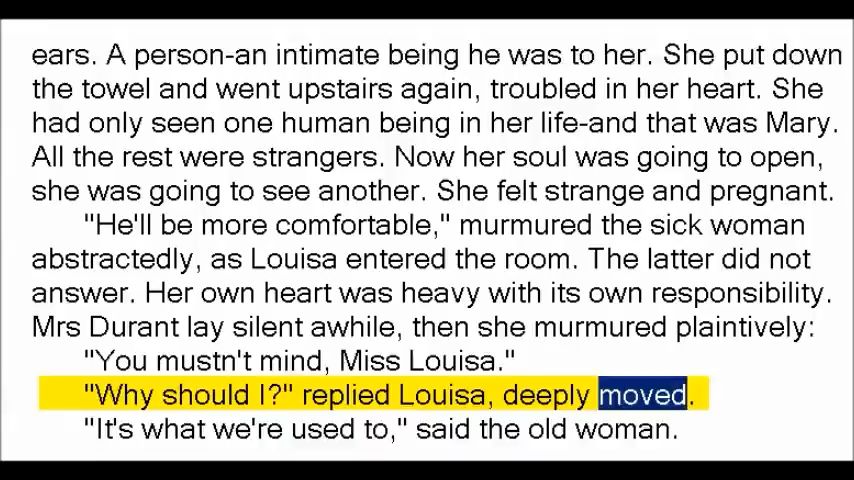 ears. A person-an intimate being he was to her. She put down
the towel and went upstairs again, troubled in her heart. She
had only seen one human being in her life-and that was Mary.
All the rest were strangers. Now her soul was going to open,
she was going to see another. She felt strange and pregnant.
"He'll be more comfortable," murmured the sick woman
abstractedly, as Louisa entered the room. The latter did not
answer. Her own heart was heavy with its own responsibility.
Mrs Durant lay silent awhile, then she murmured plaintively:
"You mustn't mind, Miss Louisa."
"Why should I?" replied Louisa, deeply moved.
"It's what we're used to," said the old woman.